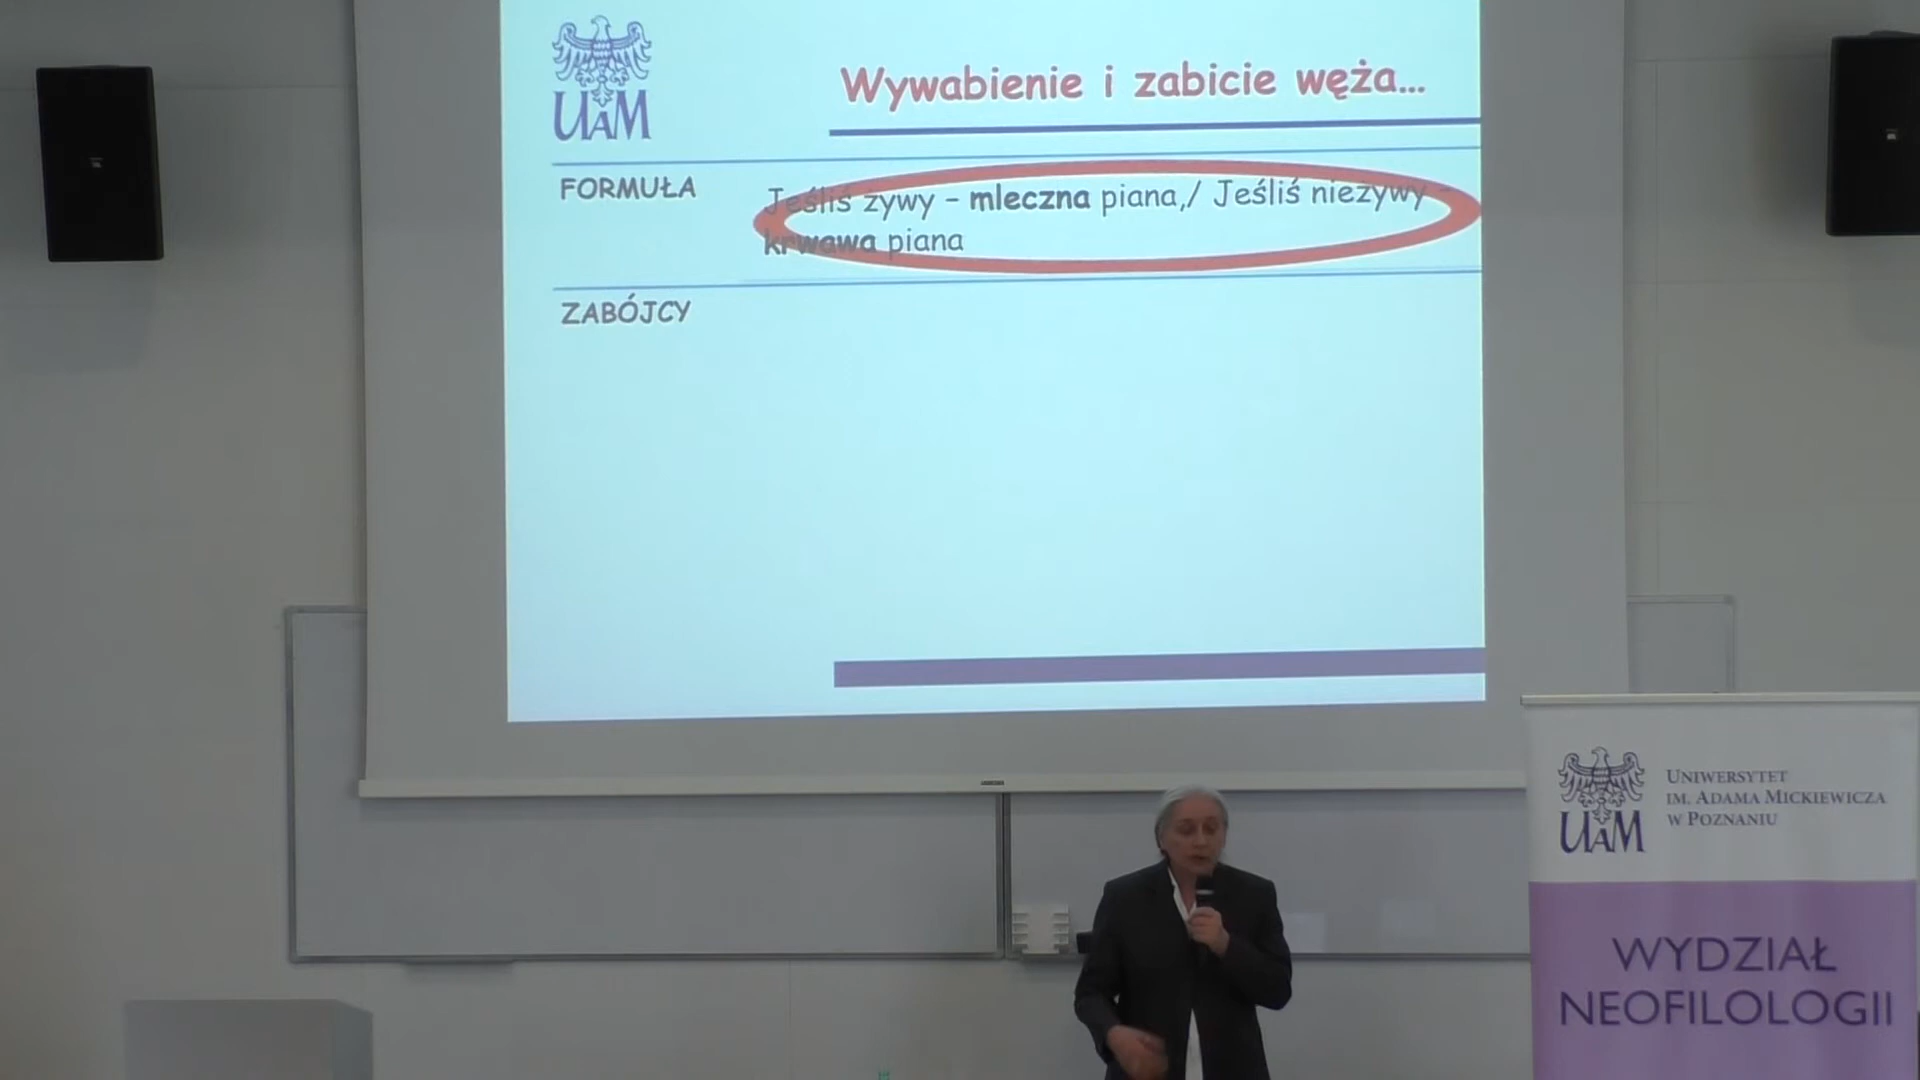 UAM
Wywabienie i zabicie węża...
FORMUŁA
Jeśliś żywy – mleczna piana,/ Jeśliś nieżywy –
krwawa piana
ZABÓJCY
UAM
UNIWERSYTET
IM. ADAMA MICKIEWICZA
W POZNANIU
WYDZIAŁ
NEOFILOLOGII